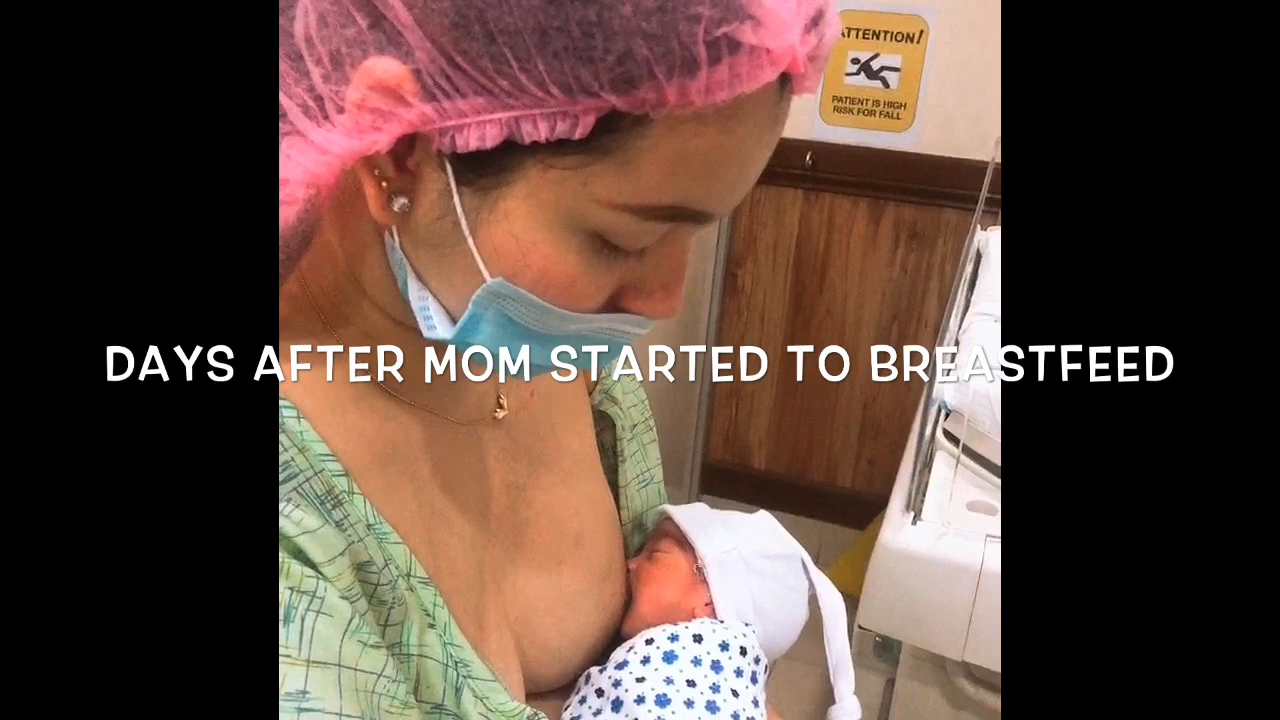 ATTENTION!
PATIENT IS HIGH
RISK FOR FALL
DAYS AFTER MOM STARTED TO BREASTFEED